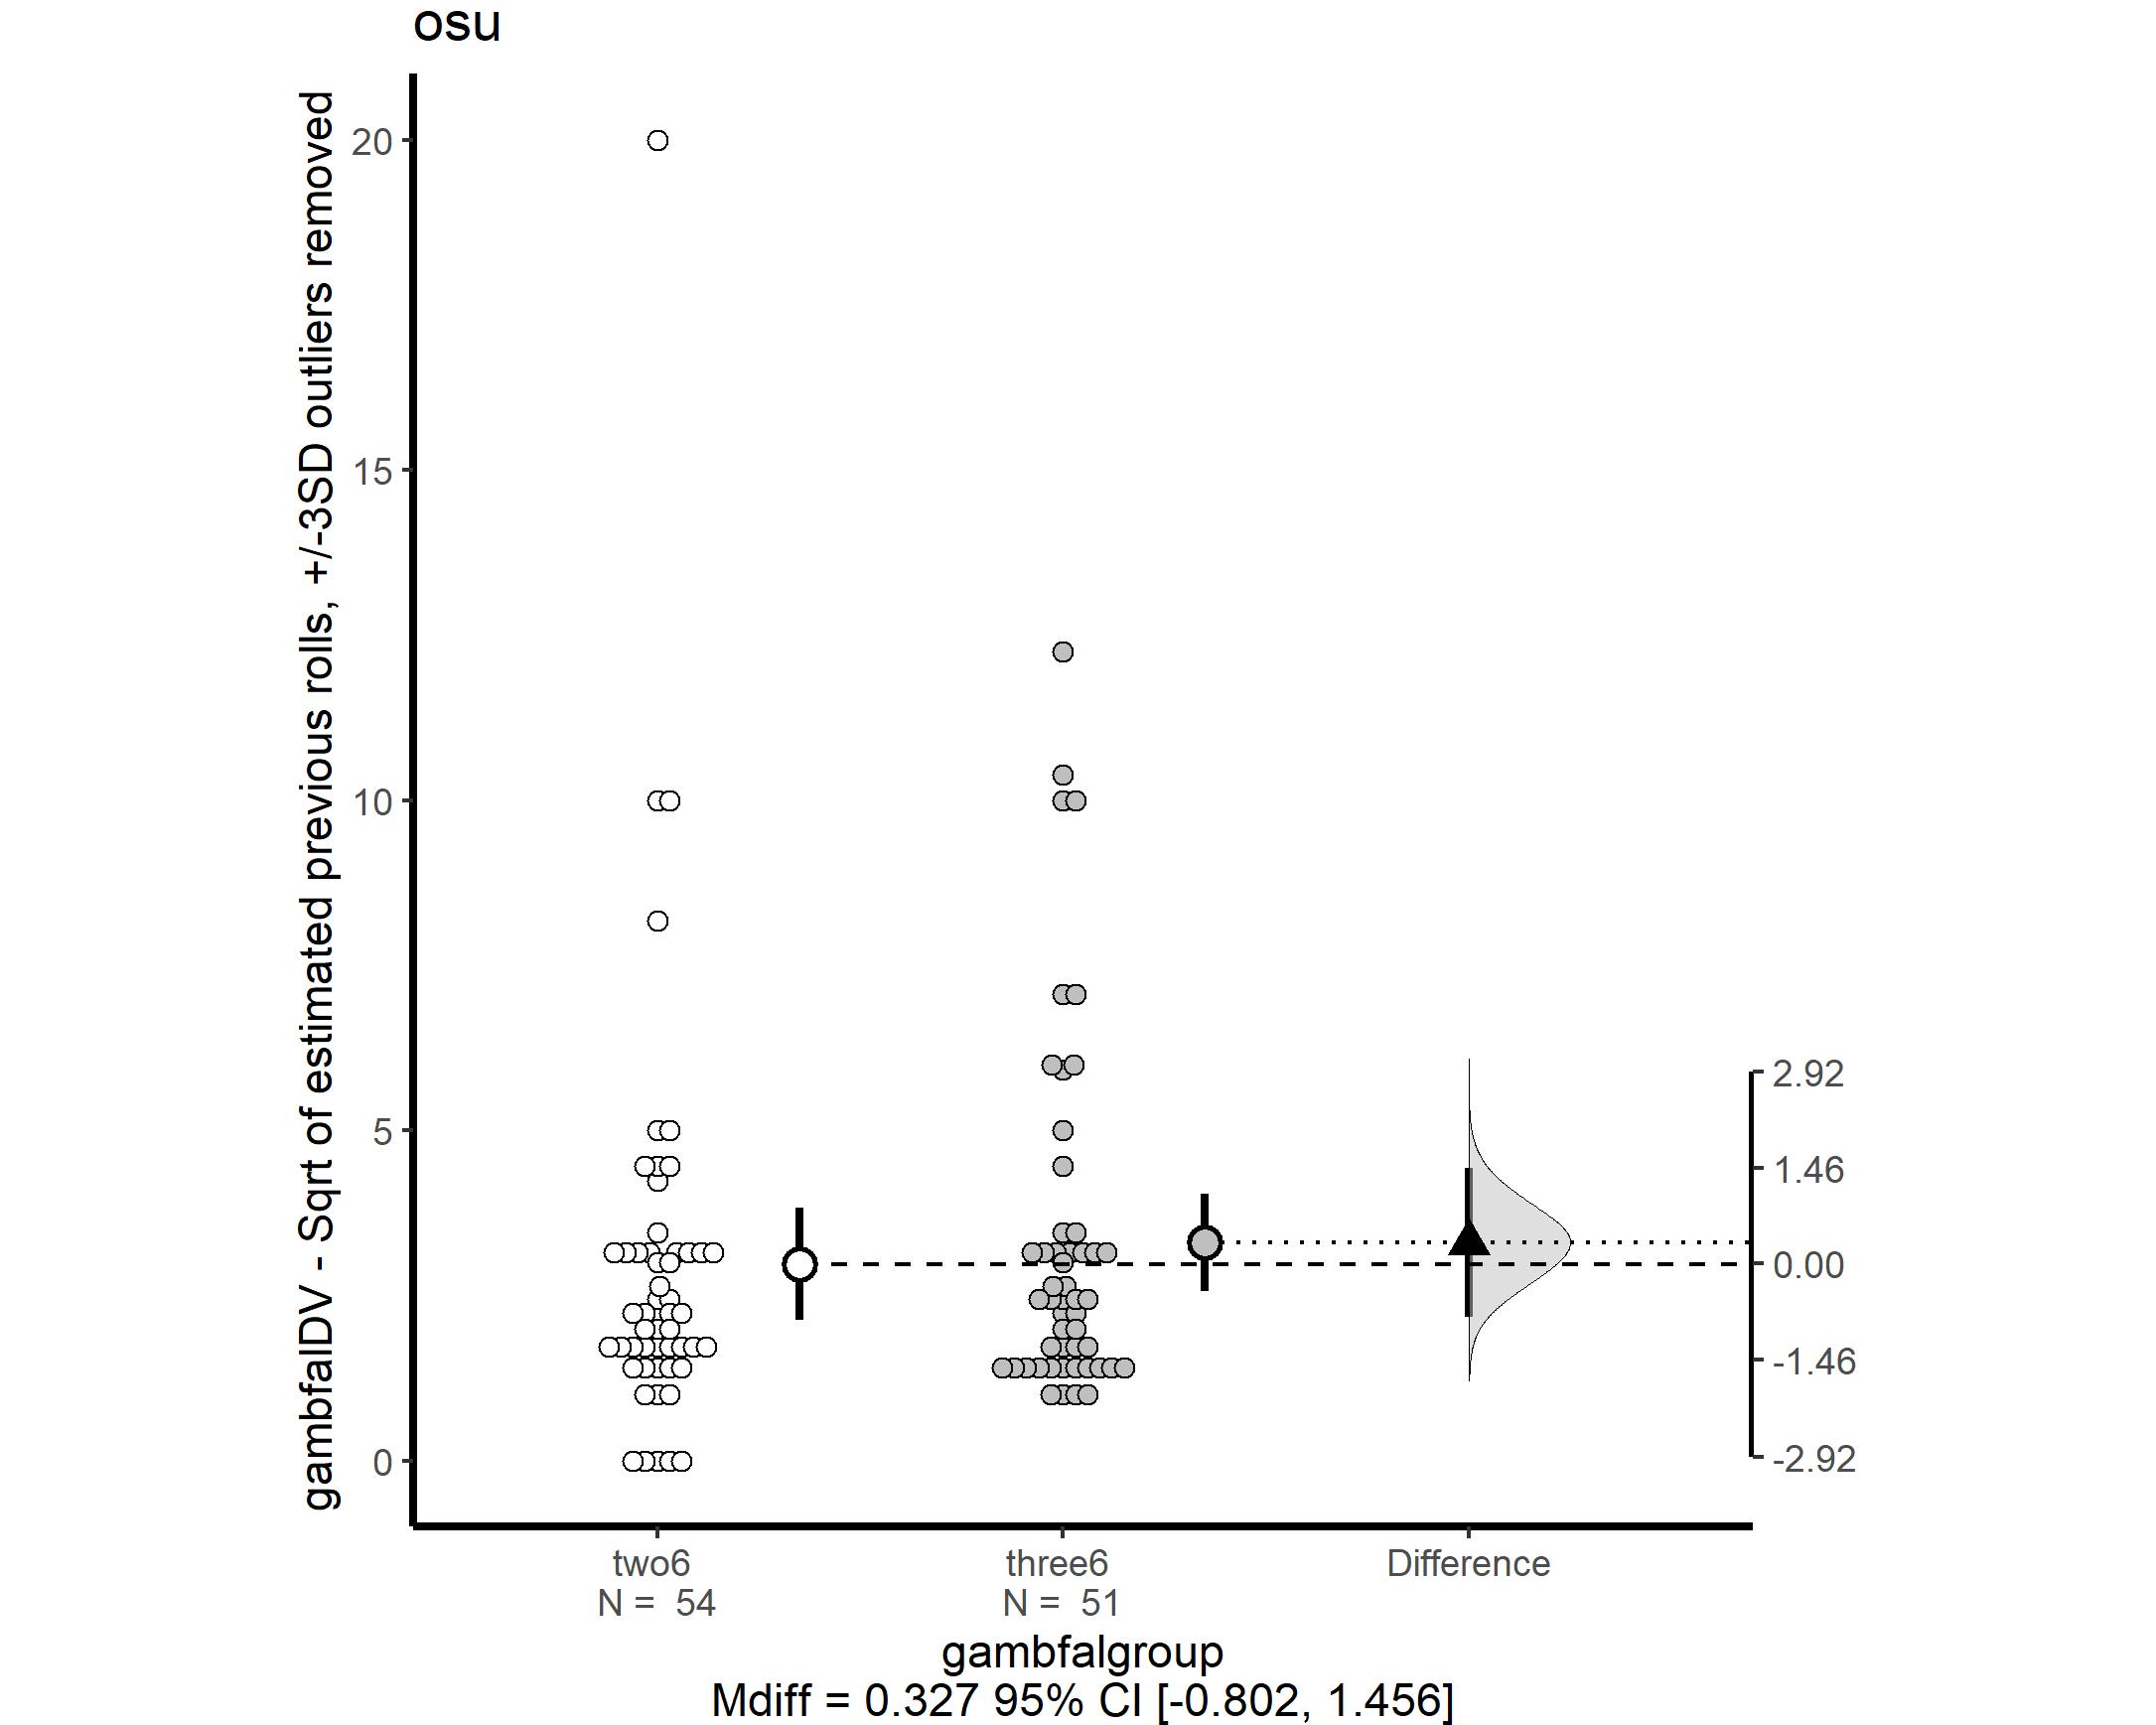 osu
gambfalDV - Sqrt of estimated previous rolls, +/-3SD outliers removed
20
15
10
5
0
2.92
1.46
0.00
-1.46
-2.92
two6
N =  54
three6
N =  51
Difference
gambfalgroup
Mdiff = 0.327 95% CI [-0.802, 1.456]